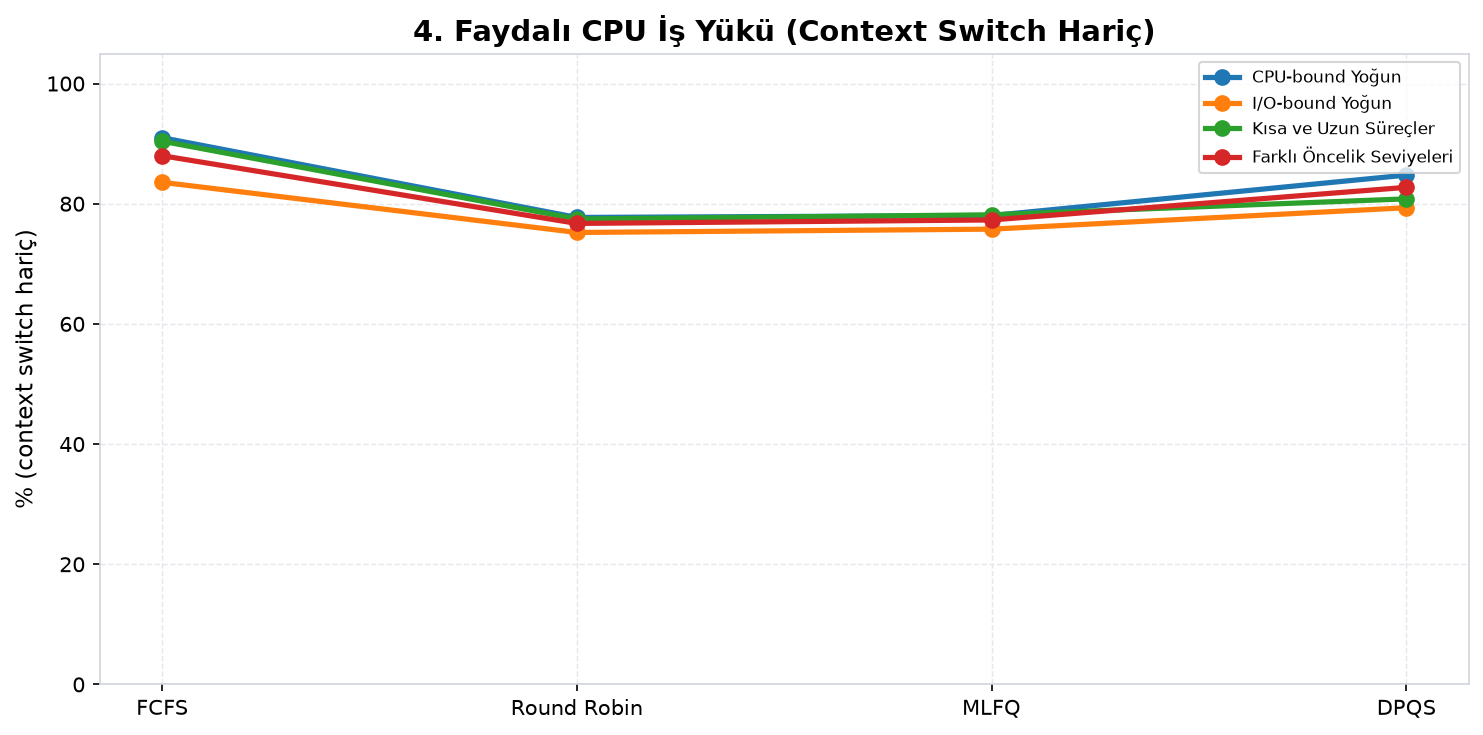 4. Faydalı CPU İş Yükü (Context Switch Hariç)
% (context switch hariç)
100
80
60
40
20
0
FCFS
Round Robin
MLFQ
DPQS
CPU-bound Yoğun
I/O-bound Yoğun
Kısa ve Uzun Süreçler
Farklı Öncelik Seviyeleri